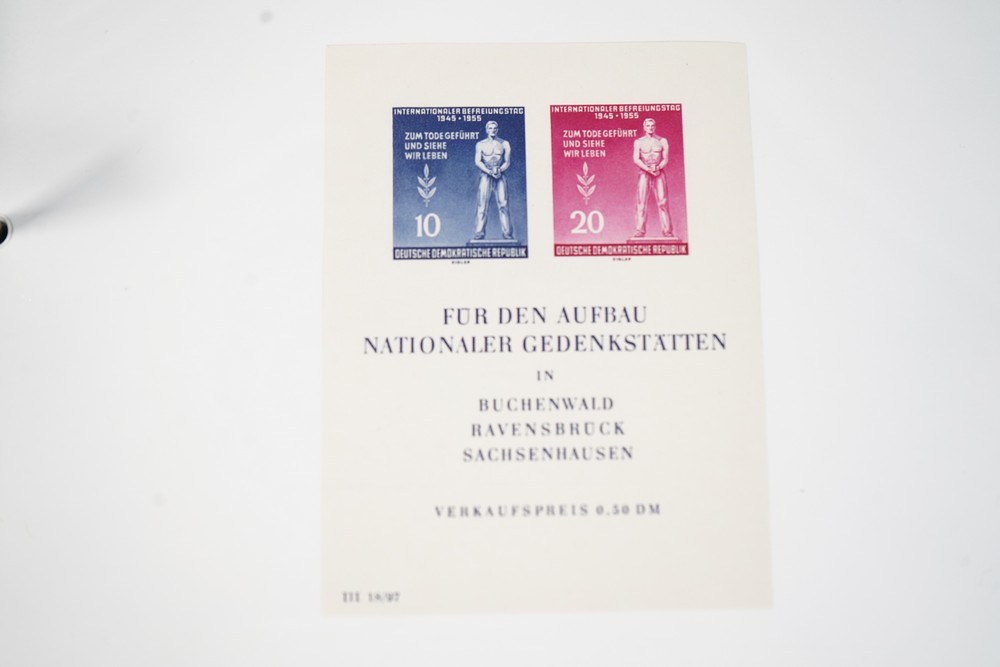 INTERNATIONALER BEFREIUNGSTAG
1945 • 1955
ZUM TODE GEFÜHRT
UND SIEHE
WIR LEBEN
10
DEUTSCHE DEMOKRATISCHE REPUBLIK
INTERNATIONALER BEFREIUNGSTAG
1945 • 1955
ZUM TODE GEFÜHRT
UND SIEHE
WIR LEBEN
20
DEUTSCHE DEMOKRATISCHE REPUBLIK
FÜR DEN AUFBAU
NATIONALER GEDENKSTÄTTEN
IN
BUCHENWALD
RAVENSBRÜCK
SACHSENHAUSEN
VERKAUFSPREIS 0,50 DM
III 18/97